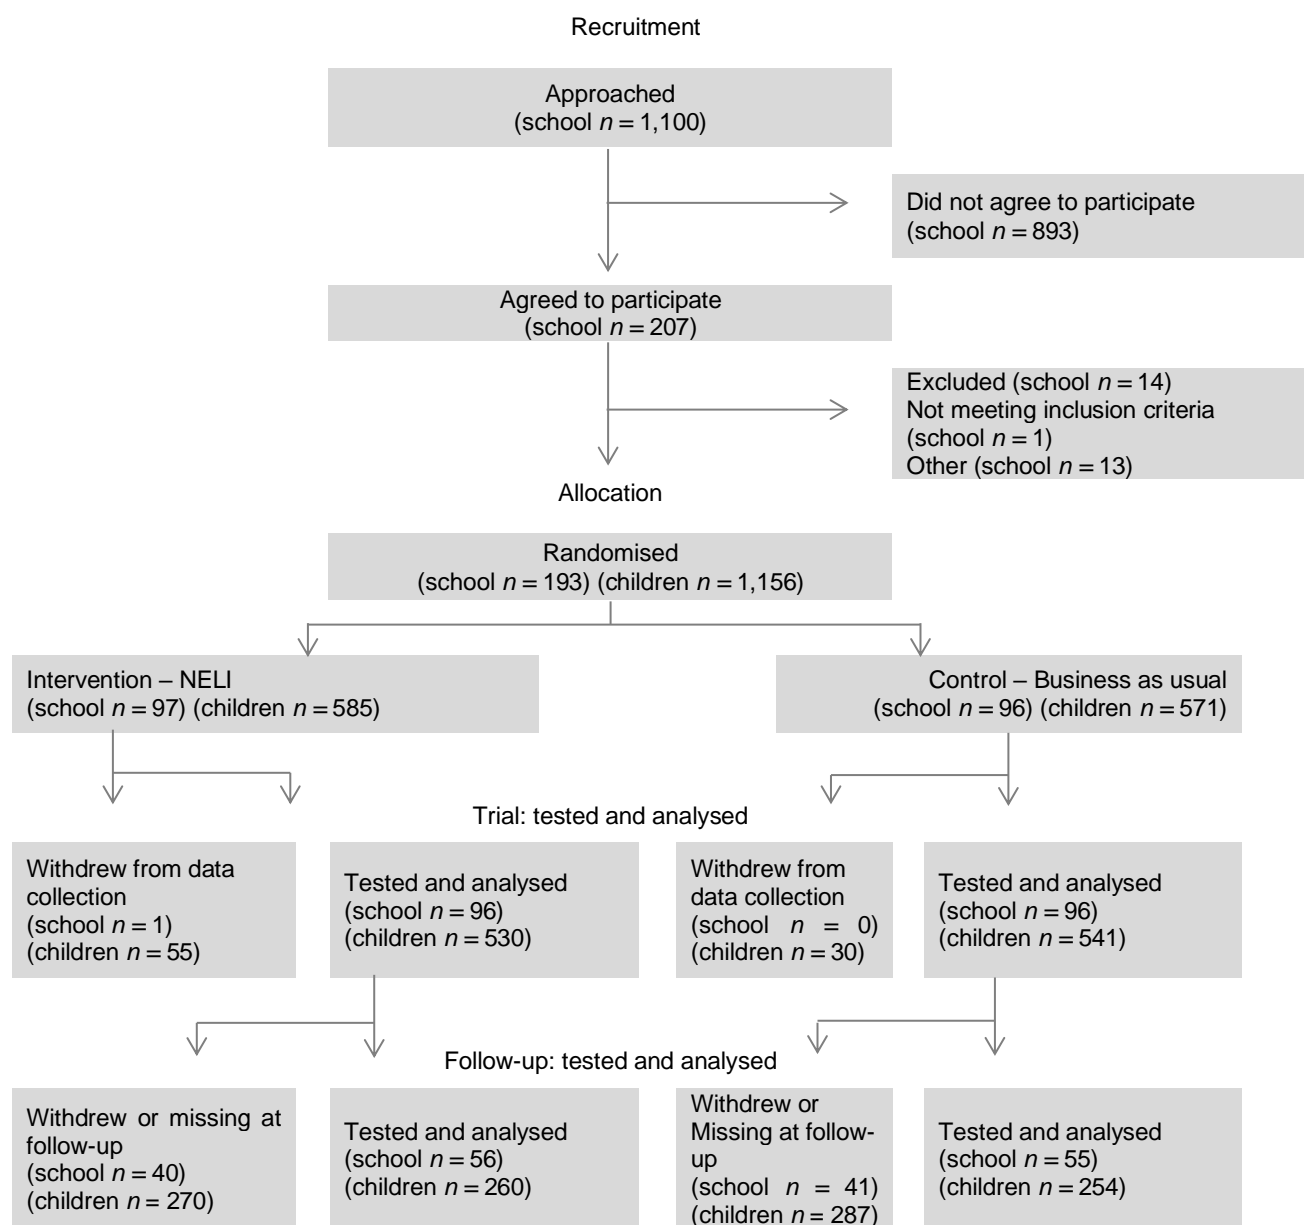 Recruitment
Approached
(school n = 1,100)
Did not agree to participate
(school n = 893)
Agreed to participate
(school n = 207)
Excluded (school n = 14)
Not meeting inclusion criteria
(school n = 1)
Other (school n = 13)
Allocation
Randomised
(school n = 193) (children n = 1,156)
Intervention – NELI
(school n = 97) (children n = 585)
Control – Business as usual
(school n = 96) (children n = 571)
Trial: tested and analysed
Withdrew from data
collection
(school n = 1)
(children n = 55)
Tested and analysed
(school n = 96)
(children n = 530)
Withdrew from
data collection
(school n = 0)
(children n = 30)
Tested and analysed
(school n = 96)
(children n = 541)
Follow-up: tested and analysed
Withdrew or missing at
follow-up
(school n = 40)
(children n = 270)
Tested and analysed
(school n = 56)
(children n = 260)
Withdrew or
Missing at follow-
up
(school n = 41)
(children n = 287)
Tested and analysed
(school n = 55)
(children n = 254)